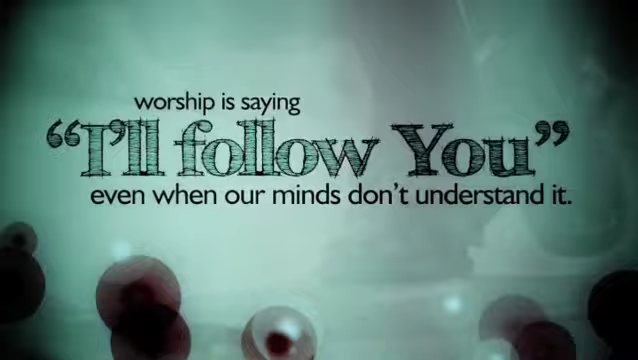 worship is saying
“I’ll follow You”
even when our minds don’t understand it.